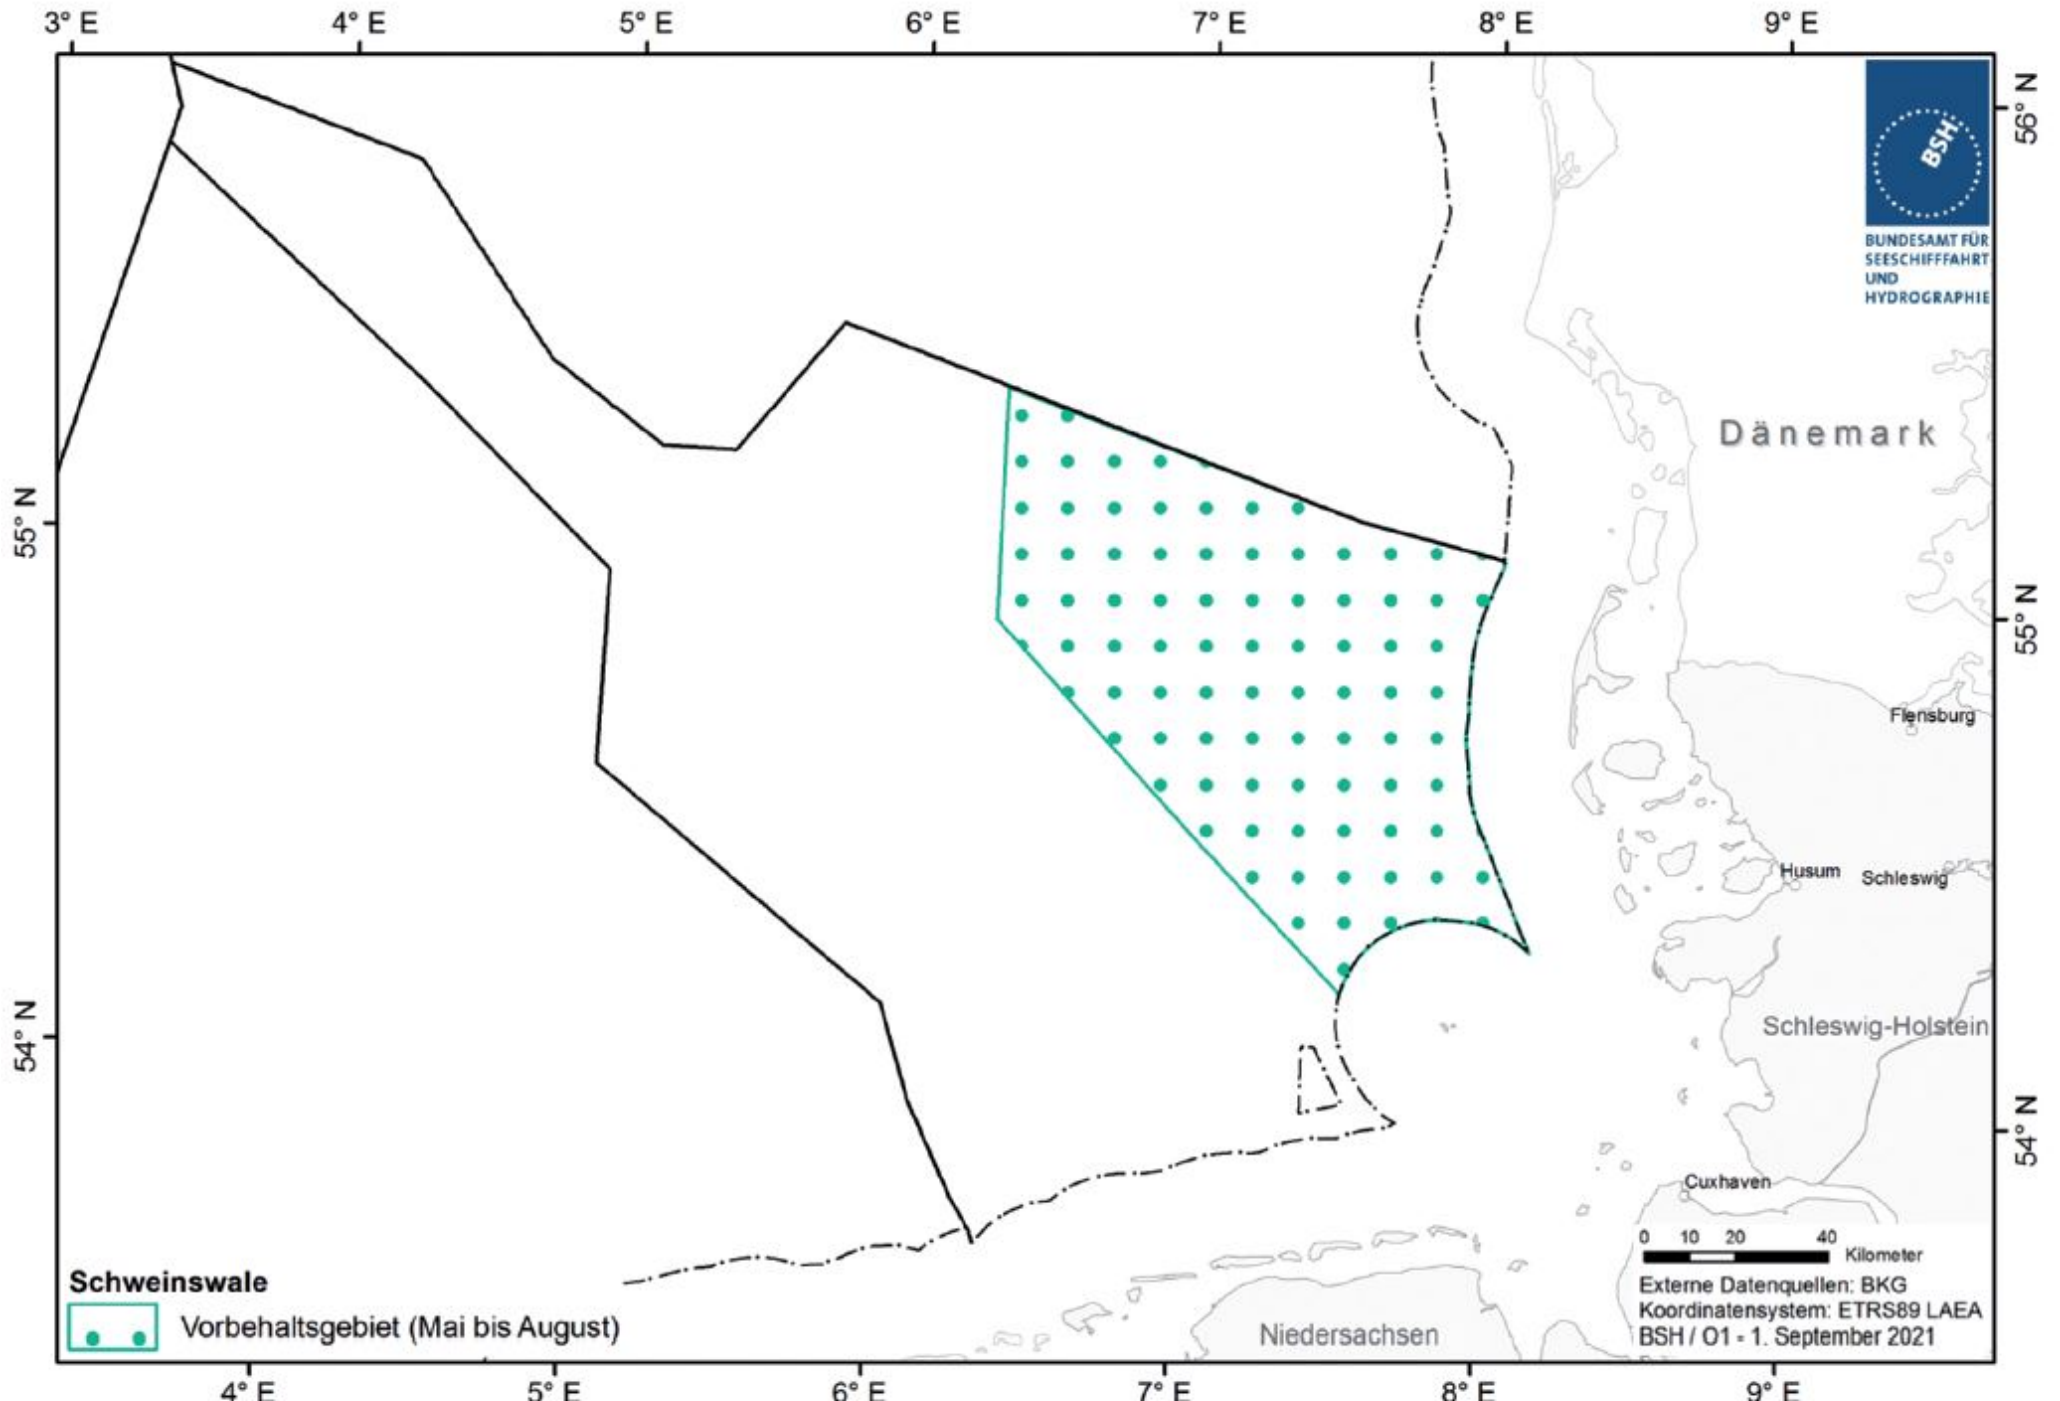 3° E 4° E 5° E 6° E 7° E 8° E 9° E
56° N
BSH
BUNDESAMT FÜR
SEESCHIFFFAHRT
UND
HYDROGRAPHIE
Dänemark
55° N
55° N
Flensburg
Husum
Schleswig
54° N
Schleswig-Holstein
54° N
Cuxhaven
0 10 20 40
Kilometer
Schweinswale
Vorbehaltsgebiet (Mai bis August)
Niedersachsen
Externe Datenquellen: BKG
Koordinatensystem: ETRS89 LAEA
BSH / O1 - 1. September 2021
4° E 5° E 6° E 7° E 8° E 9° E